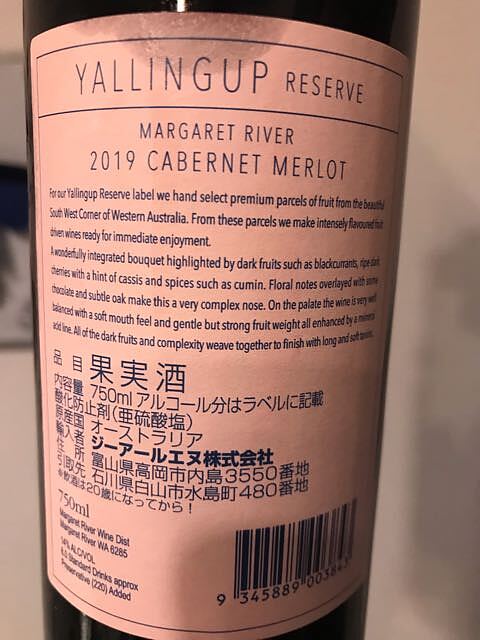 YALLINGUP RESERVE
MARGARET RIVER
2019 CABERNET MERLOT
For our Yallingup Reserve label we hand select premium parcels of fruit from the beautiful
South West Corner of Western Australia. From these parcels we make intensely flavoured fruit
driven wines ready for immediate enjoyment.
A wonderfully integrated bouquet highlighted by dark fruits such as blackcurrants, ripe dark
cherries with a hint of cassis and spices such as cumin. Floral notes overlayed with some
chocolate and subtle oak make this a very complex nose. On the palate the wine is very well
balanced with a soft mouth feel and gentle but strong fruit weight all enhanced by a mineral
acid line. All of the dark fruits and complexity weave together to finish with long and soft tannins.
品 目 果実酒
内容量 750ml アルコール分はラベルに記載
酸化防止剤(亜硫酸塩)
原産国 オーストラリア
輸入者 ジーアールエヌ株式会社
住 所 富山県高岡市内島3550番地
引取先 石川県白山市水島町480番地
※飲酒は20歳になってから!
750ml
Margaret River Wine Dist
Margaret River WA 6285
14% ALC/VOL
8.3 Standard Drinks approx
Preservative (220) Added
9 345889 003843